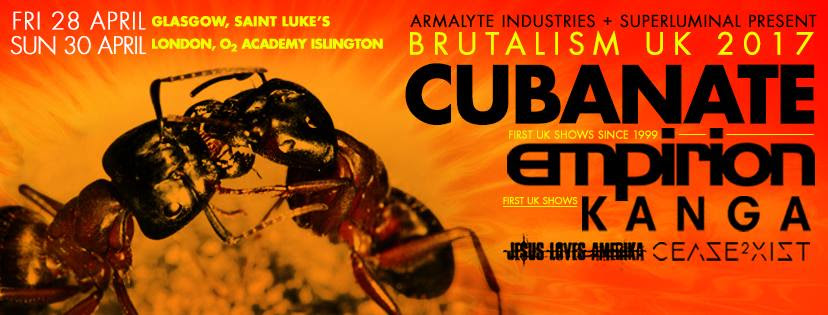 FRI 28 APRIL GLASGOW, SAINT LUKE'S
SUN 30 APRIL LONDON, O₂ ACADEMY ISLINGTON
ARMALYTE INDUSTRIES + SUPERLUMINAL PRESENT
BRUTALISM UK 2017
CUBANATE
FIRST UK SHOWS SINCE 1999
empirion
FIRST UK SHOWS
KANGA
JESUS LOVES AMERIKA CEASE²XIST